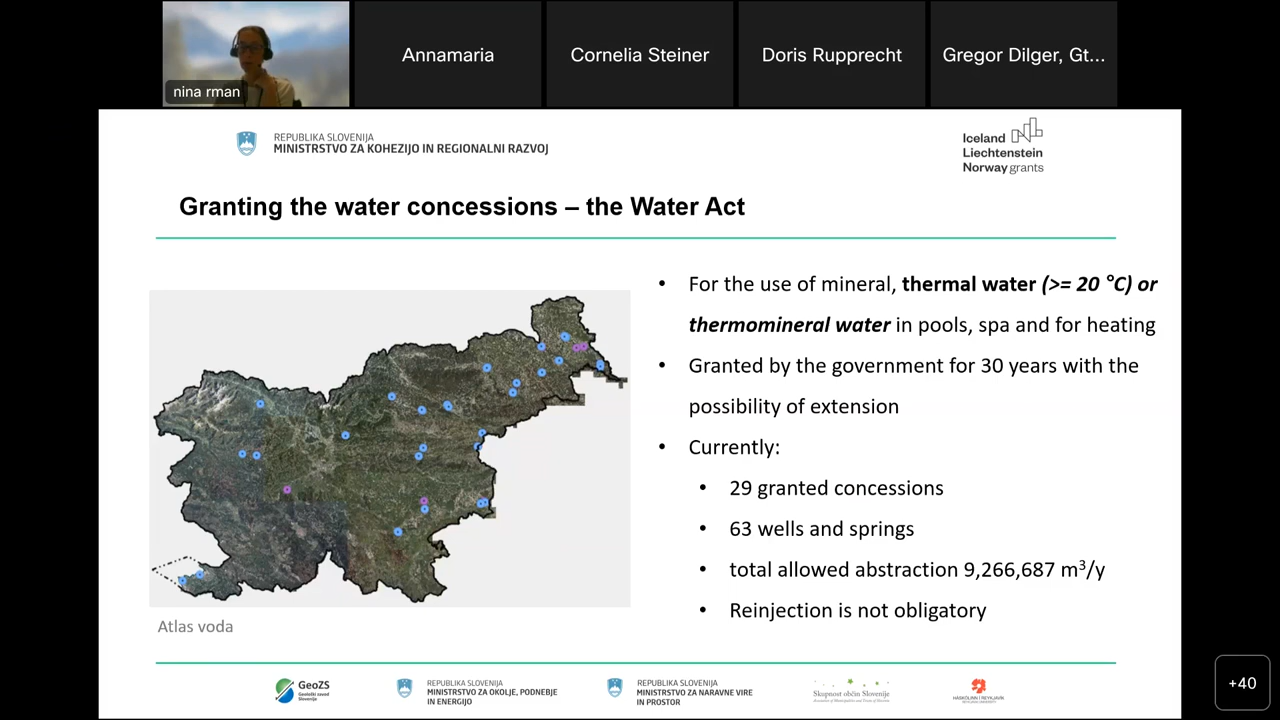 nina rman
Annamaria
Cornelia Steiner
Doris Rupprecht
Gregor Dilger, Gt...
REPUBLIKA SLOVENIJA
MINISTRSTVO ZA KOHEZIJO IN REGIONALNI RAZVOJ
Iceland
Liechtenstein
Norway grants
Granting the water concessions – the Water Act
• For the use of mineral, thermal water (>= 20 °C) or
thermomineral water in pools, spa and for heating
• Granted by the government for 30 years with the
possibility of extension
• Currently:
• 29 granted concessions
• 63 wells and springs
• total allowed abstraction 9,266,687 m³/y
• Reinjection is not obligatory
Atlas voda
GeoZS
Geološki zavod
Slovenije
REPUBLIKA SLOVENIJA
MINISTRSTVO ZA OKOLJE, PODNEBJE
IN ENERGIJO
REPUBLIKA SLOVENIJA
MINISTRSTVO ZA NARAVNE VIRE
IN PROSTOR
Skupnost občin Slovenije
HÁSKÓLINN Í REYKJAVÍK
+40